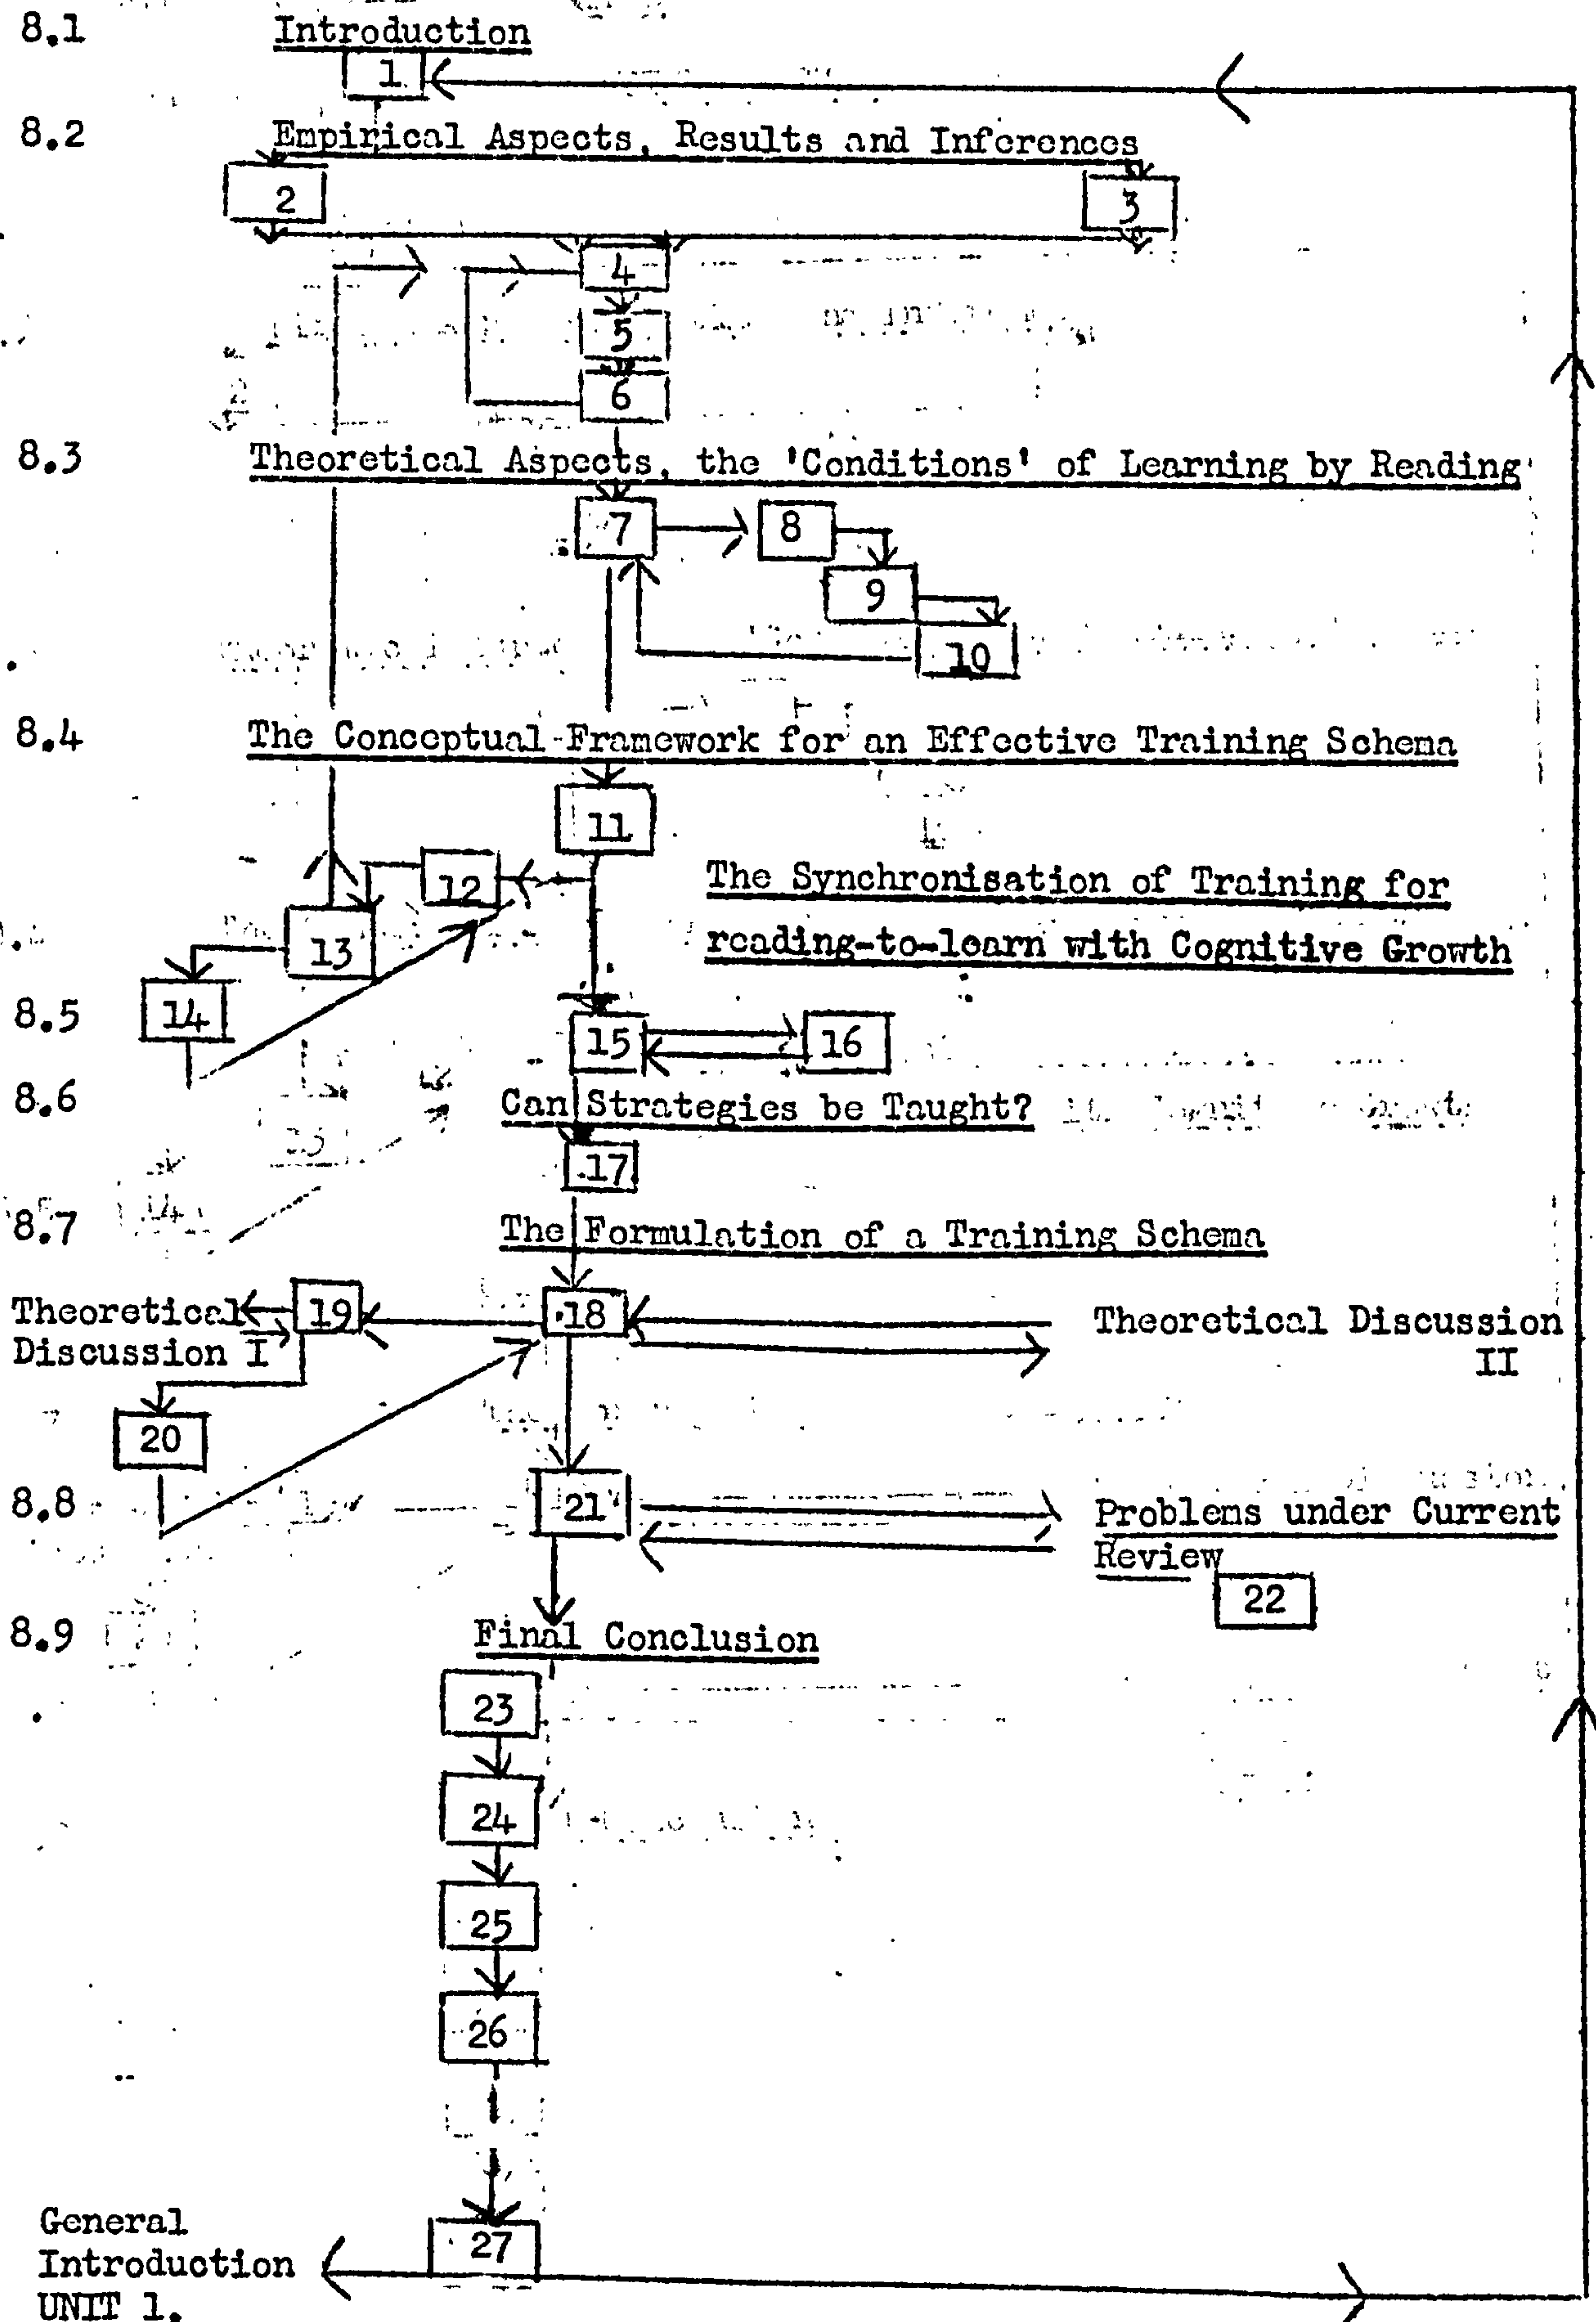 8.1 Introduction
1
8.2 Empirical Aspects, Results and Inferences
2 3
4
5
6
8.3 Theoretical Aspects, the 'Conditions' of Learning by Reading
7 8
9
10
8.4 The Conceptual Framework for an Effective Training Schema
11
12 The Synchronisation of Training for
13 reading-to-learn with Cognitive Growth
8.5 14
15 16
8.6 Can Strategies be Taught?
17
8.7 The Formulation of a Training Schema
Theoretical 19 18 Theoretical Discussion
Discussion I II
20
8.8 21 Problems under Current
Review
22
8.9 Final Conclusion
23
24
25
26
General 27
Introduction
UNIT 1.